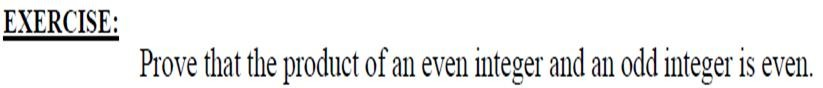 EXERCISE:
Prove that the product of an even integer and an odd integer is even.